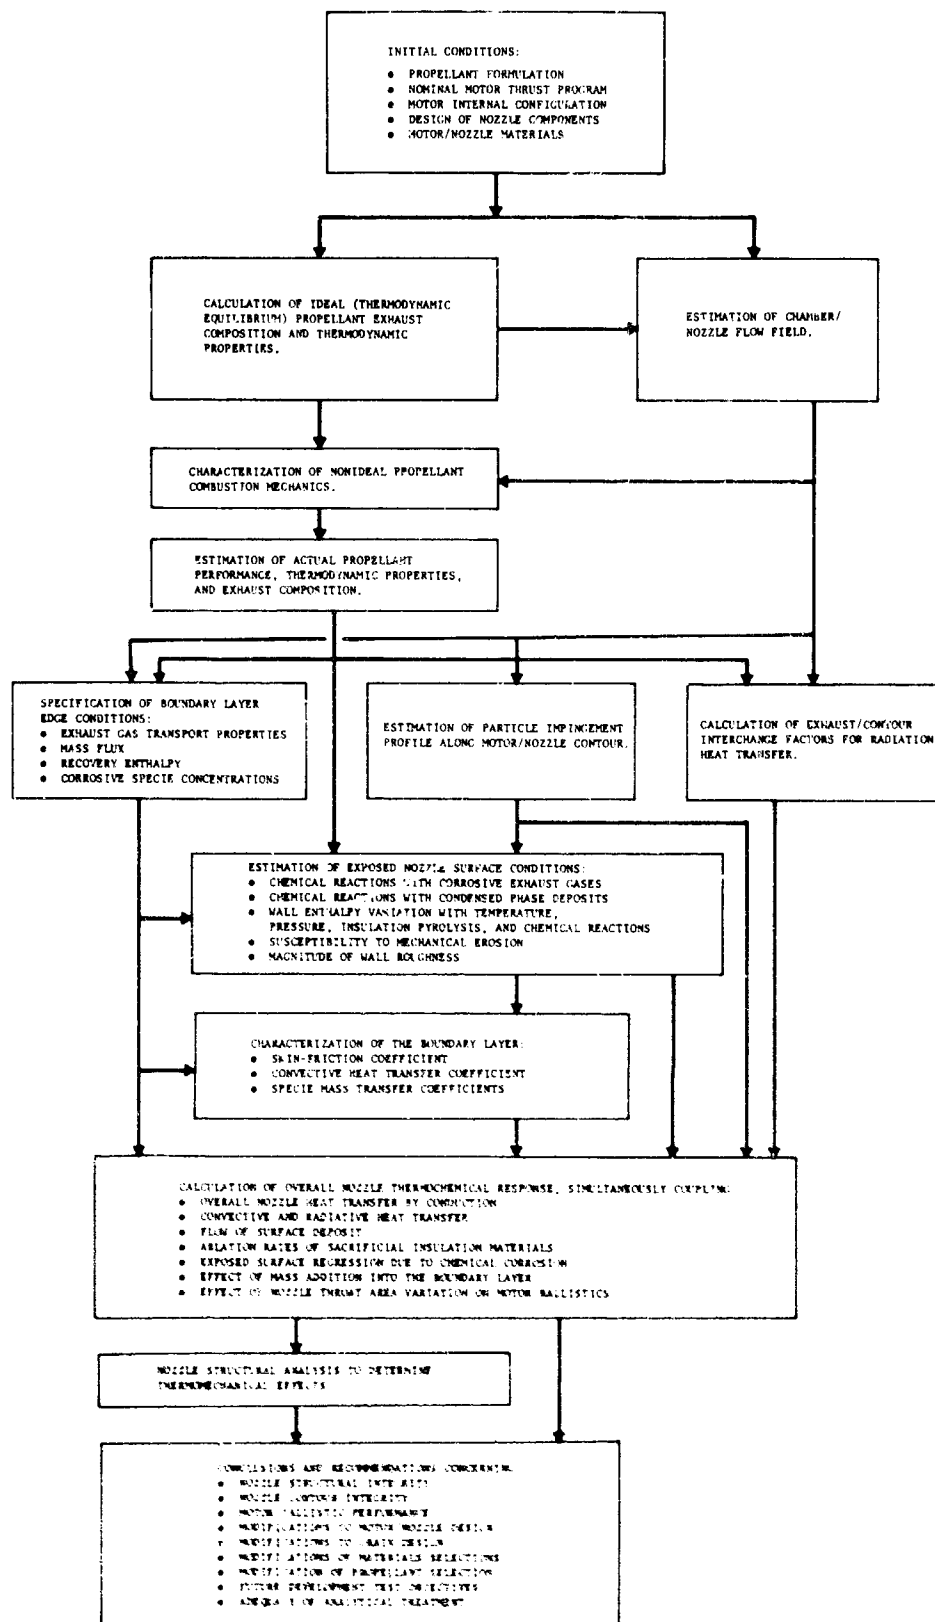 INITIAL CONDITIONS:
● PROPELLANT FORMULATION
● NOMINAL MOTOR THRUST PROGRAM
● MOTOR INTERNAL CONFIGURATION
● DESIGN OF NOZZLE COMPONENTS
● MOTOR/NOZZLE MATERIALS
CALCULATION OF IDEAL (THERMODYNAMIC
EQUILIBRIUM) PROPELLANT EXHAUST
COMPOSITION AND THERMODYNAMIC
PROPERTIES.
ESTIMATION OF CHAMBER/
NOZZLE FLOW FIELD.
CHARACTERIZATION OF NONIDEAL PROPELLANT
COMBUSTION MECHANICS.
ESTIMATION OF ACTUAL PROPELLANT
PERFORMANCE, THERMODYNAMIC PROPERTIES,
AND EXHAUST COMPOSITION.
SPECIFICATION OF BOUNDARY LAYER
EDGE CONDITIONS:
● EXHAUST GAS TRANSPORT PROPERTIES
● MASS FLUX
● RECOVERY ENTHALPY
● CORROSIVE SPECIE CONCENTRATIONS
ESTIMATION OF PARTICLE IMPINGEMENT
PROFILE ALONG MOTOR/NOZZLE CONTOUR.
CALCULATION OF EXHAUST/CONTOUR
INTERCHANGE FACTORS FOR RADIATION
HEAT TRANSFER.
ESTIMATION OF EXPOSED NOZZLE SURFACE CONDITIONS:
● CHEMICAL REACTIONS WITH CORROSIVE EXHAUST GASES
● CHEMICAL REACTIONS WITH CONDENSED PHASE DEPOSITS
● WALL ENTHALPY VARIATION WITH TEMPERATURE,
PRESSURE, INSULATION PYROLYSIS, AND CHEMICAL REACTIONS
● SUSCEPTIBILITY TO MECHANICAL EROSION
● MAGNITUDE OF WALL ROUGHNESS
CHARACTERIZATION OF THE BOUNDARY LAYER:
● SKIN-FRICTION COEFFICIENT
● CONVECTIVE HEAT TRANSFER COEFFICIENT
● SPECIE MASS TRANSFER COEFFICIENTS
CALCULATION OF OVERALL NOZZLE THERMOCHEMICAL RESPONSE, SIMULTANEOUSLY COUPLING
● OVERALL NOZZLE HEAT TRANSFER BY CONDUCTION
● CONVECTIVE AND RADIATIVE HEAT TRANSFER
● FLOW OF SURFACE DEPOSIT
● ABLATION RATES OF SACRIFICIAL INSULATION MATERIALS
● EXPOSED SURFACE REGRESSION DUE TO CHEMICAL CORROSION
● EFFECT OF MASS ADDITION INTO THE BOUNDARY LAYER
● EFFECT OF NOZZLE THROAT AREA VARIATION ON MOTOR BALLISTICS
NOZZLE STRUCTURAL ANALYSIS TO DETERMINE
THERMOMECHANICAL EFFECTS
CONCLUSIONS AND RECOMMENDATIONS CONCERNING
● NOZZLE STRUCTURAL INTEGRITY
● NOZZLE CONTOUR INTEGRITY
● MOTOR BALLISTIC PERFORMANCE
● MODIFICATIONS TO MOTOR NOZZLE DESIGN
● MODIFICATIONS TO GRAIN DESIGN
● MODIFICATIONS OF MATERIALS SELECTIONS
● MODIFICATION OF PROPELLANT SELECTION
● FUTURE DEVELOPMENT TEST OBJECTIVES
● ADEQUACY OF ANALYTICAL TREATMENT